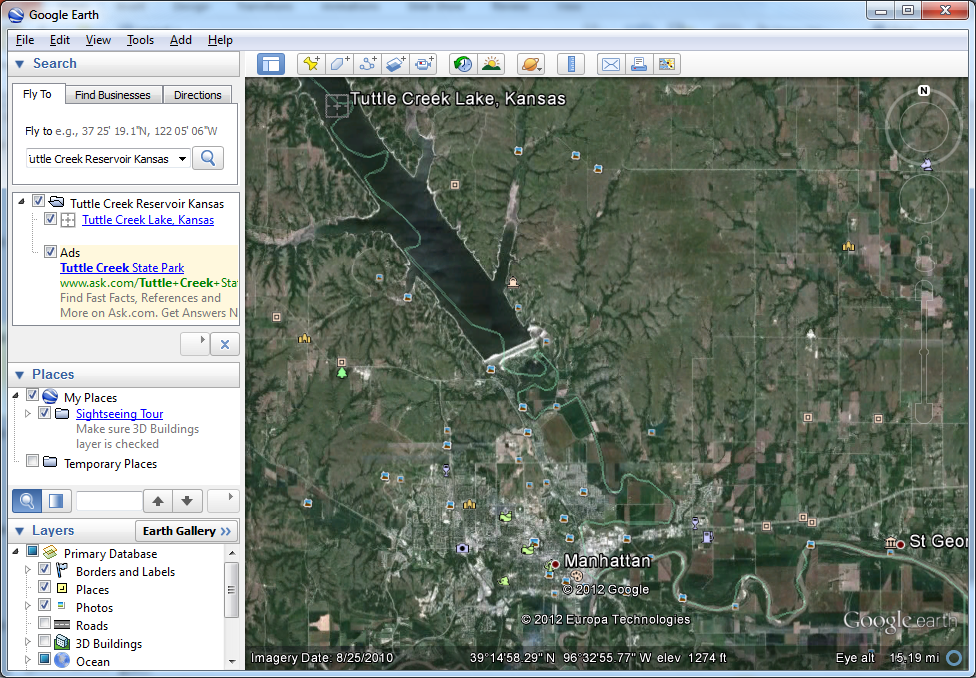 Google Earth
File Edit View Tools Add Help
Search
Fly To Find Businesses Directions
Fly to e.g., 37 25' 19.1"N, 122 05' 06"W
uttle Creek Reservoir Kansas
Tuttle Creek Reservoir Kansas
Tuttle Creek Lake, Kansas
Ads
Tuttle Creek State Park
www.ask.com/Tuttle+Creek+Sta
Find Fast Facts, References and
More on Ask.com. Get Answers N
Places
My Places
Sightseeing Tour
Make sure 3D Buildings
layer is checked
Temporary Places
Layers
Earth Gallery »
Primary Database
Borders and Labels
Places
Photos
Roads
3D Buildings
Ocean
Tuttle Creek Lake, Kansas
N
Manhattan
St Geor
© 2012 Google
© 2012 Europa Technologies
Google earth
Imagery Date: 8/25/2010 39°14'58.29" N 96°32'55.77" W elev 1274 ft Eye alt 15.19 mi